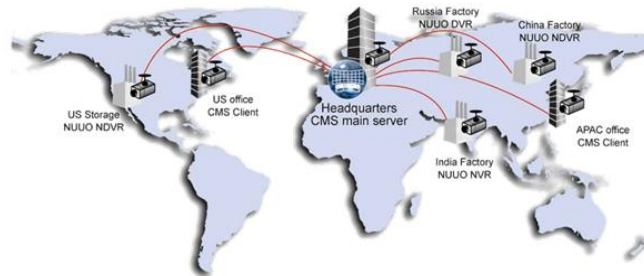 Russia Factory
NUUO DVR
China Factory
NUUO NDVR
US Storage
NUUO NDVR
US office
CMS Client
Headquarters
CMS main server
APAC office
CMS Client
India Factory
NUUO NVR